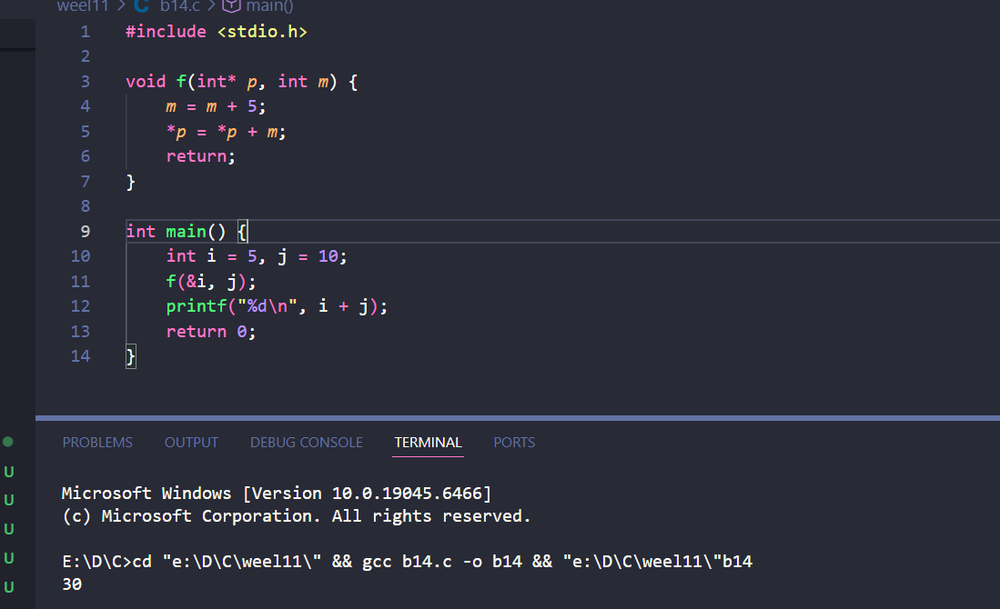 weel11 > C b14.c > main()
1 #include <stdio.h>
2
3 void f(int* p, int m) {
4     m = m + 5;
5     *p = *p + m;
6     return;
7 }
8
9 int main() {
10     int i = 5, j = 10;
11     f(&i, j);
12     printf("%d\n", i + j);
13     return 0;
14 }
PROBLEMS OUTPUT DEBUG CONSOLE TERMINAL PORTS
U
Microsoft Windows [Version 10.0.19045.6466]
U
(c) Microsoft Corporation. All rights reserved.
U
U
E:\D\C>cd "e:\D\C\weel11\" && gcc b14.c -o b14 && "e:\D\C\weel11\"b14
U
30